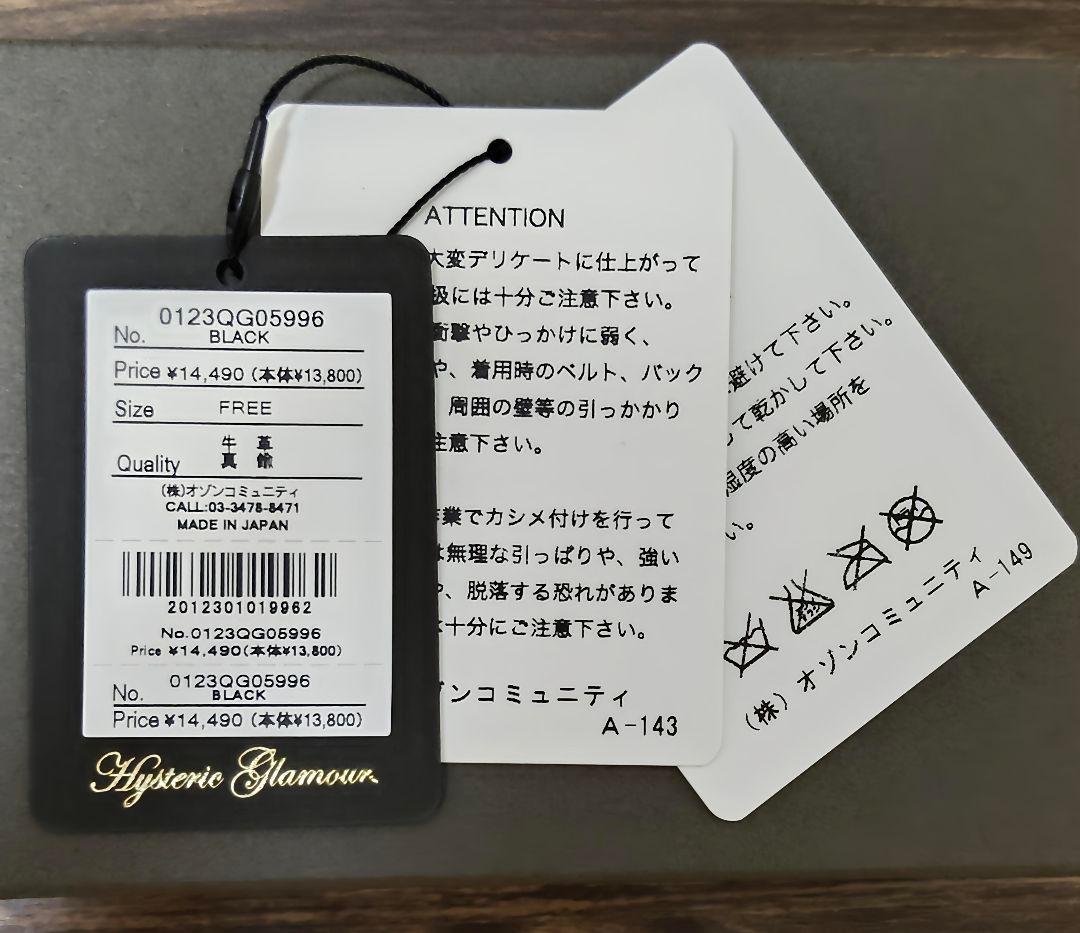 0123QG05996
No. BLACK
Price ¥14,490 (本体¥13,800)
Size FREE
牛 革
Quality 真 鍮
(株)オゾンコミュニティ
CALL:03-3478-8471
MADE IN JAPAN
2012301019962
No.0123QG05996
Price ¥14,490(本体¥13,800)
0123QG05996
No. BLACK
Price ¥14,490 (本体¥13,800)
Hysteric Glamour
ATTENTION
大変デリケートに仕上がって
扱には十分ご注意下さい。
衝撃やひっかけに弱く、
や、着用時のベルト、バック
周囲の壁等の引っかかり
注意下さい。
作業でカシメ付けを行って
は無理な引っぱりや、強い
や、脱落する恐れがありま
は十分にご注意下さい。
ゾンコミュニティ
A-143
避けて下さい。
して乾かして下さい。
湿度の高い場所を
い。
(株)オゾンコミュニティ
A-149